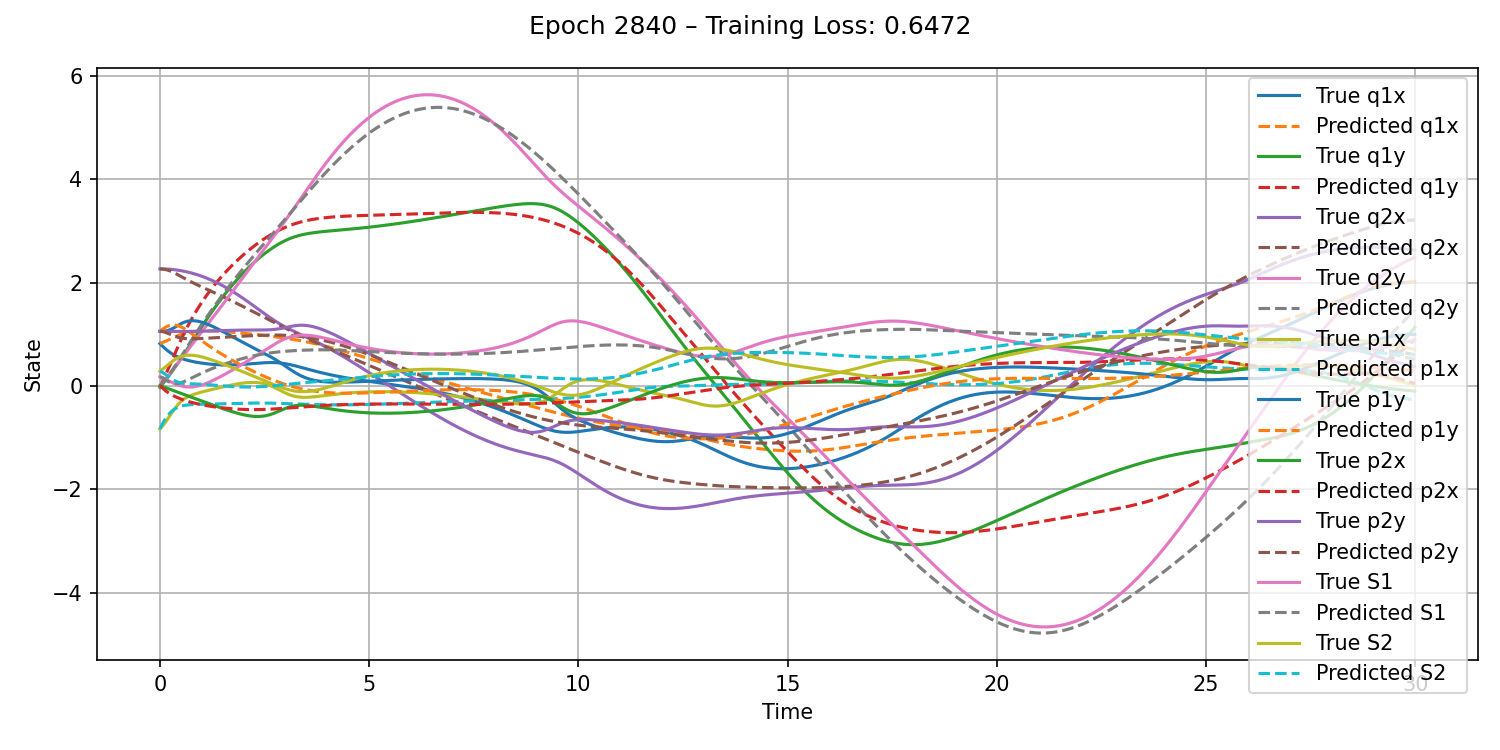 Epoch 2840 – Training Loss: 0.6472
6
4
2
0
−2
−4
State
0
5
10
15
20
25
30
Time
True q1x
Predicted q1x
True q1y
Predicted q1y
True q2x
Predicted q2x
True q2y
Predicted q2y
True p1x
Predicted p1x
True p1y
Predicted p1y
True p2x
Predicted p2x
True p2y
Predicted p2y
True S1
Predicted S1
True S2
Predicted S2